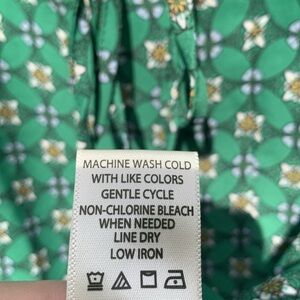 MACHINE WASH COLD
WITH LIKE COLORS
GENTLE CYCLE
NON-CHLORINE BLEACH
WHEN NEEDED
LINE DRY
LOW IRON